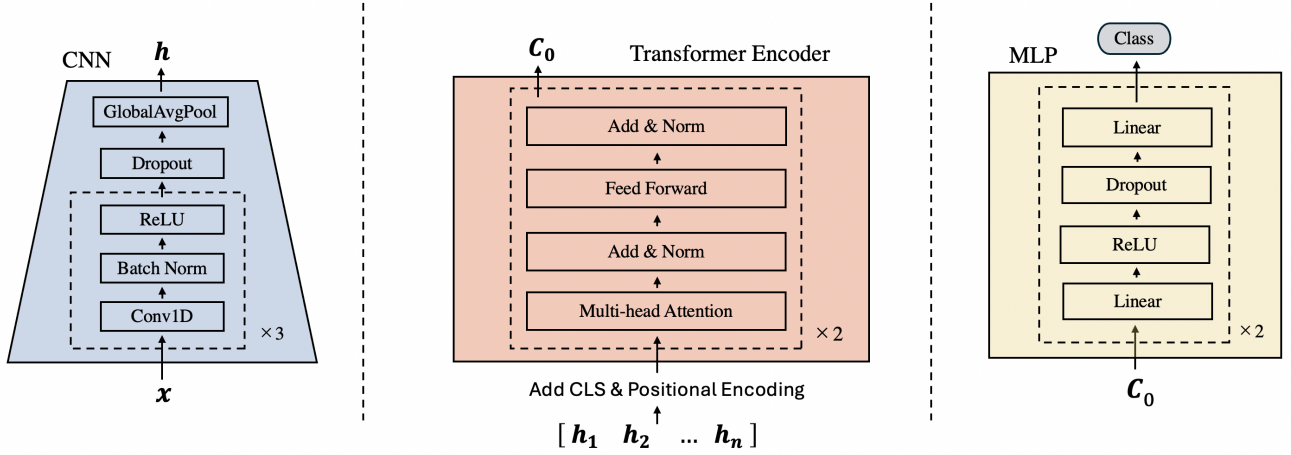 CNN
h
GlobalAvgPool
Dropout
ReLU
Batch Norm
Conv1D
×3
x
C0
Transformer Encoder
Add & Norm
Feed Forward
Add & Norm
Multi-head Attention
×2
Add CLS & Positional Encoding
[ h1 h2 ... hn ]
Class
MLP
Linear
Dropout
ReLU
Linear
×2
C0